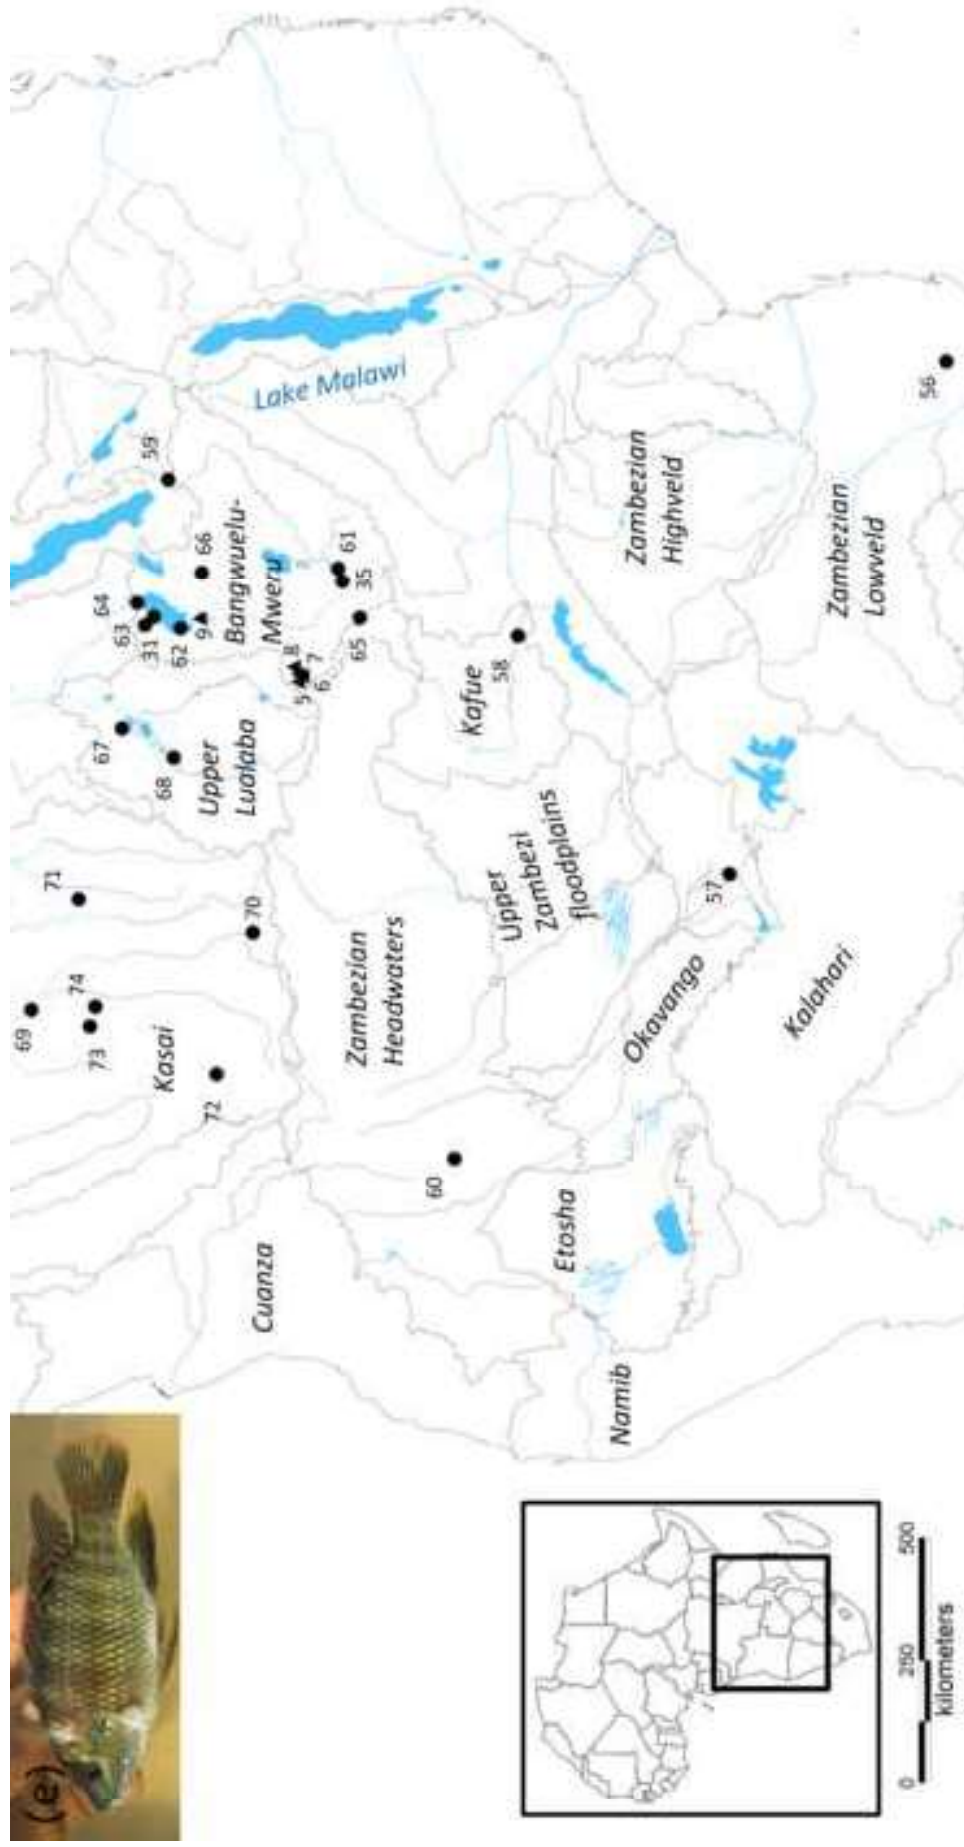 (e)
69
71
67
63
64
59
73
74
31
62
68
66
9
Kasai
72
70
Upper
Lualaba
Bangwuelu-
Mweru
Lake Malawi
Cuanza
5
6
7
8
61
35
65
Zambezian
Headwaters
60
Kafue
58
Upper
Zambezi
floodplains
Etosha
Namib
Okavango
57
Kalahari
Zambezian
Highveld
Zambezian
Lowveld
56
0
250
500
kilometers